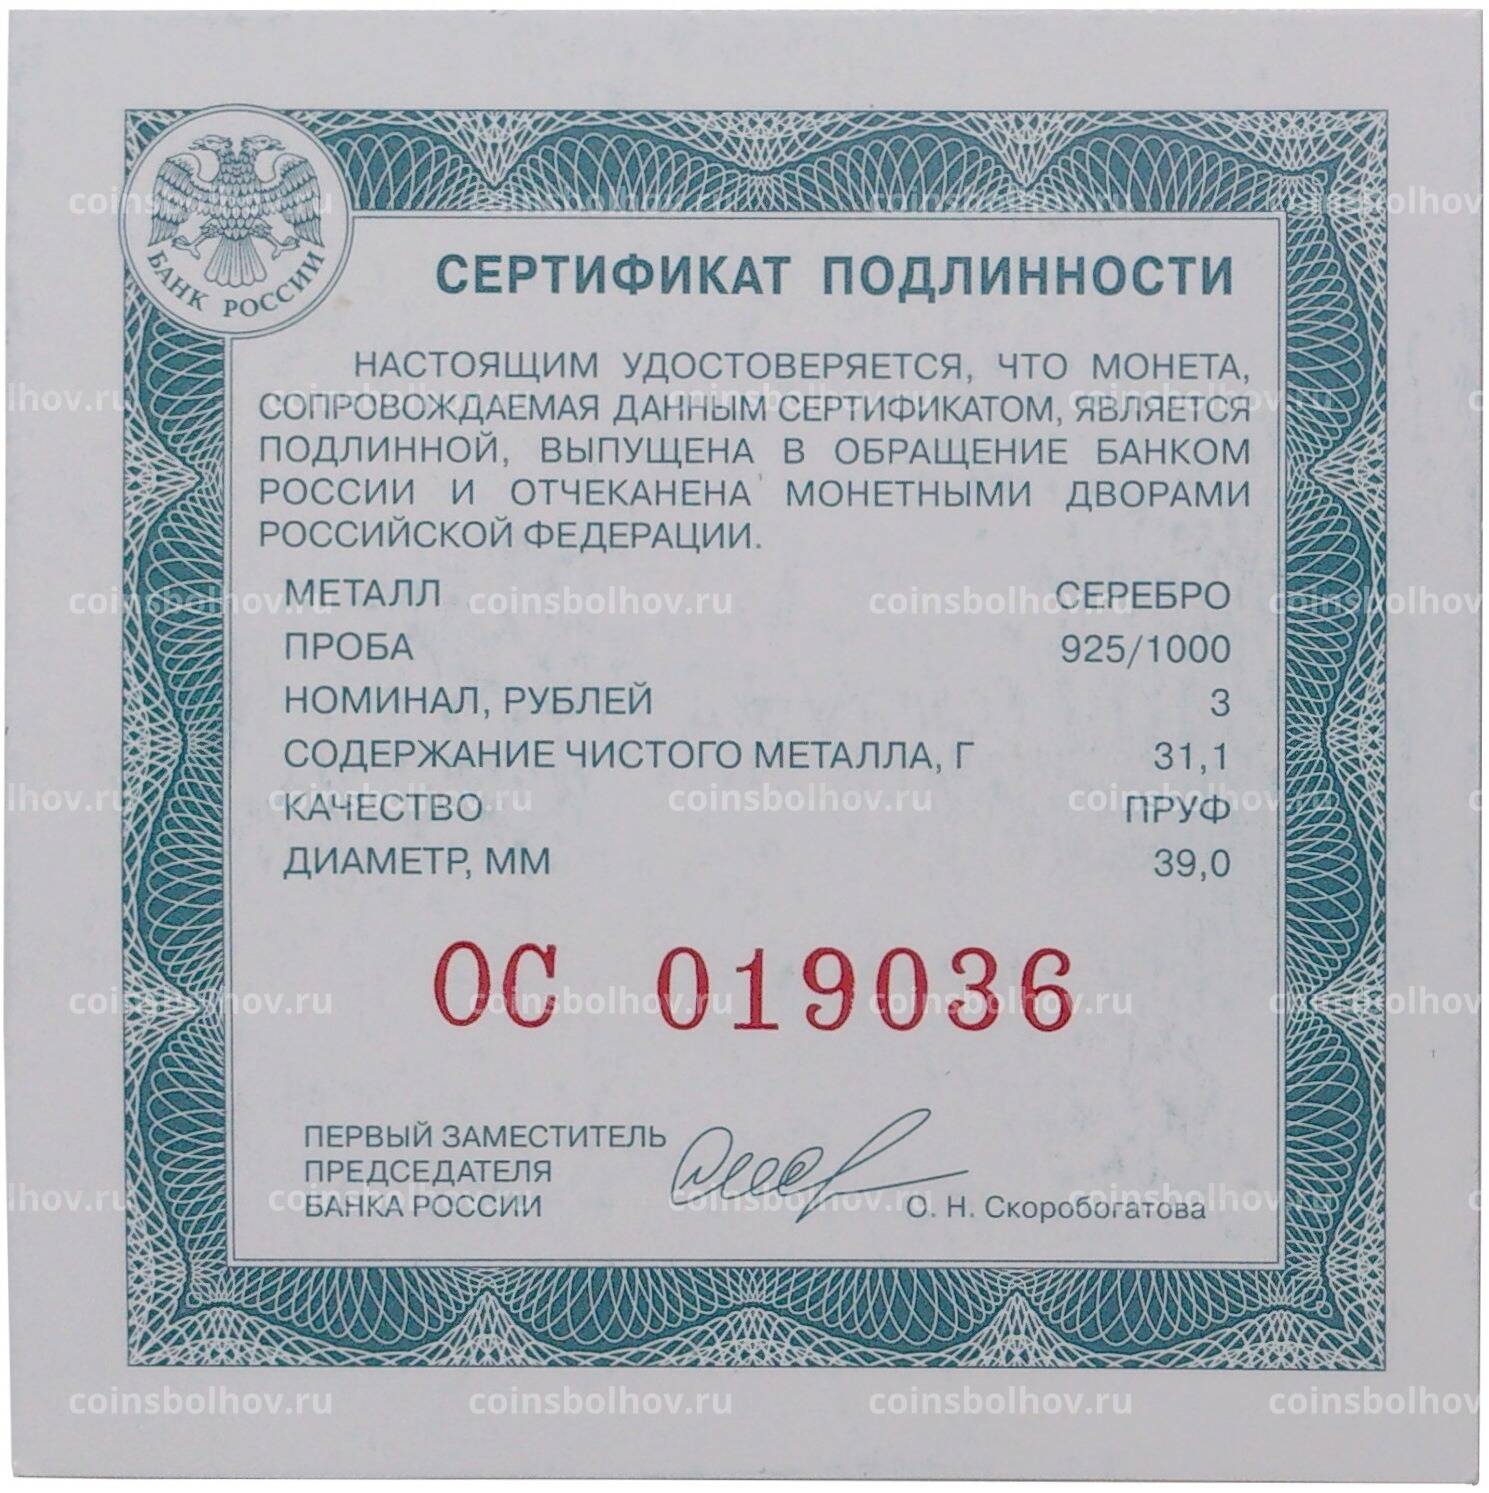 БАНК РОССИИ
СЕРТИФИКАТ ПОДЛИННОСТИ
НАСТОЯЩИМ УДОСТОВЕРЯЕТСЯ, ЧТО МОНЕТА,
СОПРОВОЖДАЕМАЯ ДАННЫМ СЕРТИФИКАТОМ, ЯВЛЯЕТСЯ
ПОДЛИННОЙ, ВЫПУЩЕНА В ОБРАЩЕНИЕ БАНКОМ
РОССИИ И ОТЧЕКАНЕНА МОНЕТНЫМИ ДВОРАМИ
РОССИЙСКОЙ ФЕДЕРАЦИИ.
МЕТАЛЛ СЕРЕБРО
ПРОБА 925/1000
НОМИНАЛ, РУБЛЕЙ 3
СОДЕРЖАНИЕ ЧИСТОГО МЕТАЛЛА, Г 31,1
КАЧЕСТВО ПРУФ
ДИАМЕТР, ММ 39,0
ОС 019036
ПЕРВЫЙ ЗАМЕСТИТЕЛЬ
ПРЕДСЕДАТЕЛЯ
БАНКА РОССИИ О. Н. Скоробогатова
coinsbolhov.ru